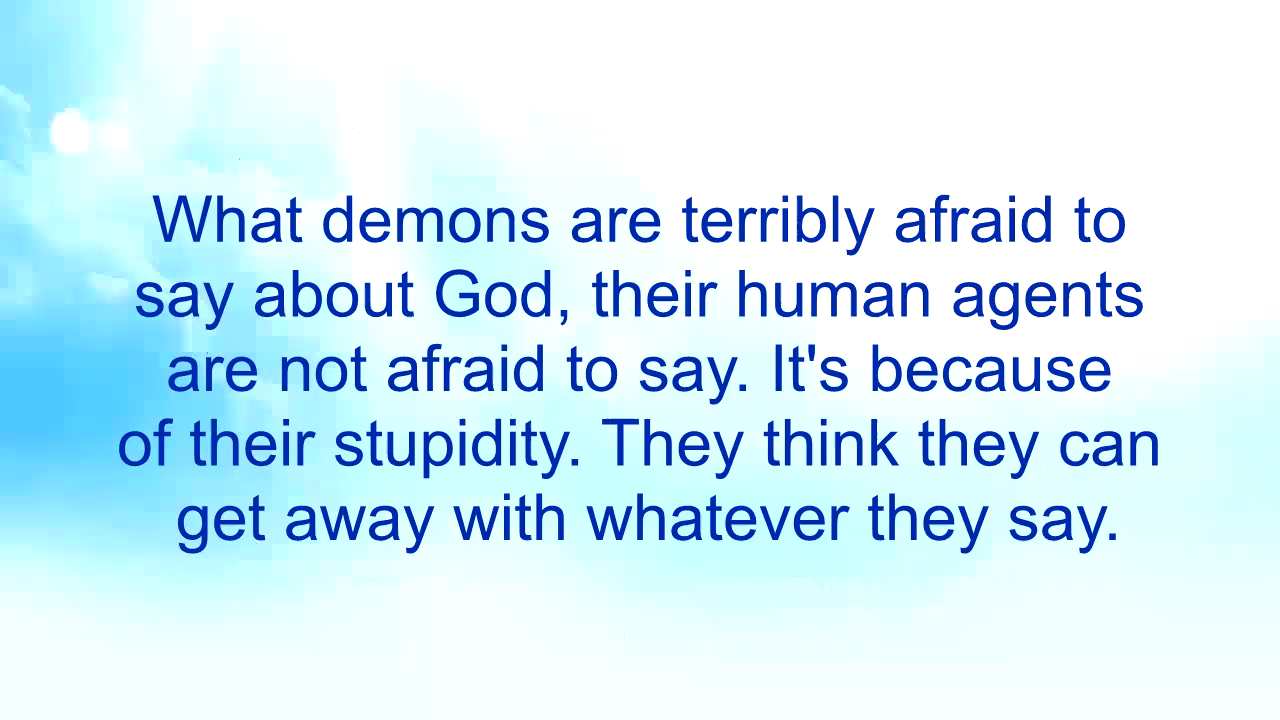 What demons are terribly afraid to
say about God, their human agents
are not afraid to say. It's because
of their stupidity. They think they can
get away with whatever they say.